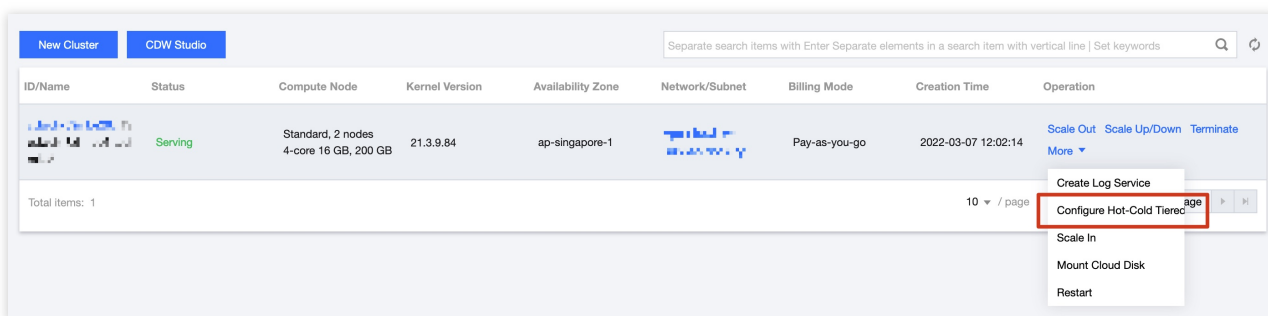 New Cluster CDW Studio Separate search items with Enter Separate elements in a search item with vertical line | Set keywords
ID/Name Status Compute Node Kernel Version Availability Zone Network/Subnet Billing Mode Creation Time Operation
Serving Standard, 2 nodes 21.3.9.84 ap-singapore-1 Pay-as-you-go 2022-03-07 12:02:14 Scale Out Scale Up/Down Terminate
4-core 16 GB, 200 GB More
Create Log Service
Total items: 1 10 / page
Configure Hot-Cold Tiered age
Scale In
Mount Cloud Disk
Restart